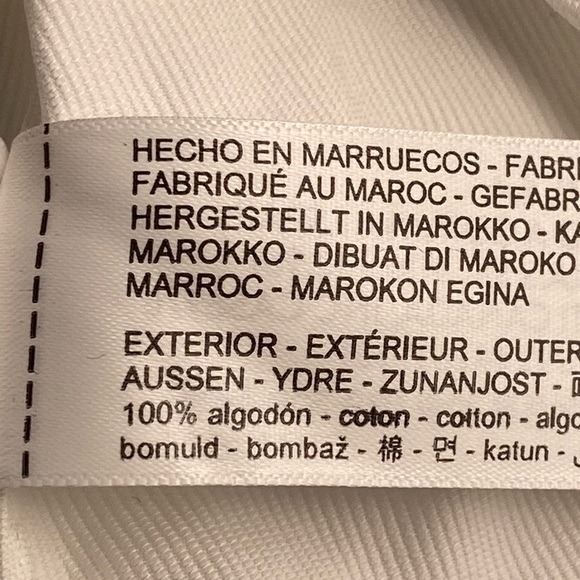 HECHO EN MARRUECOS - FABRI
FABRIQUÉ AU MAROC - GEFABR
HERGESTELLT IN MAROKKO - KA
MAROKKO - DIBUAT DI MAROKO
MARROC - MAROKON EGINA
EXTERIOR - EXTÉRIEUR - OUTER
AUSSEN - YDRE - ZUNANJOST -
100% algodón - coton - cotton - algo
bomuld - bombaž - 棉 - 면 - katun -